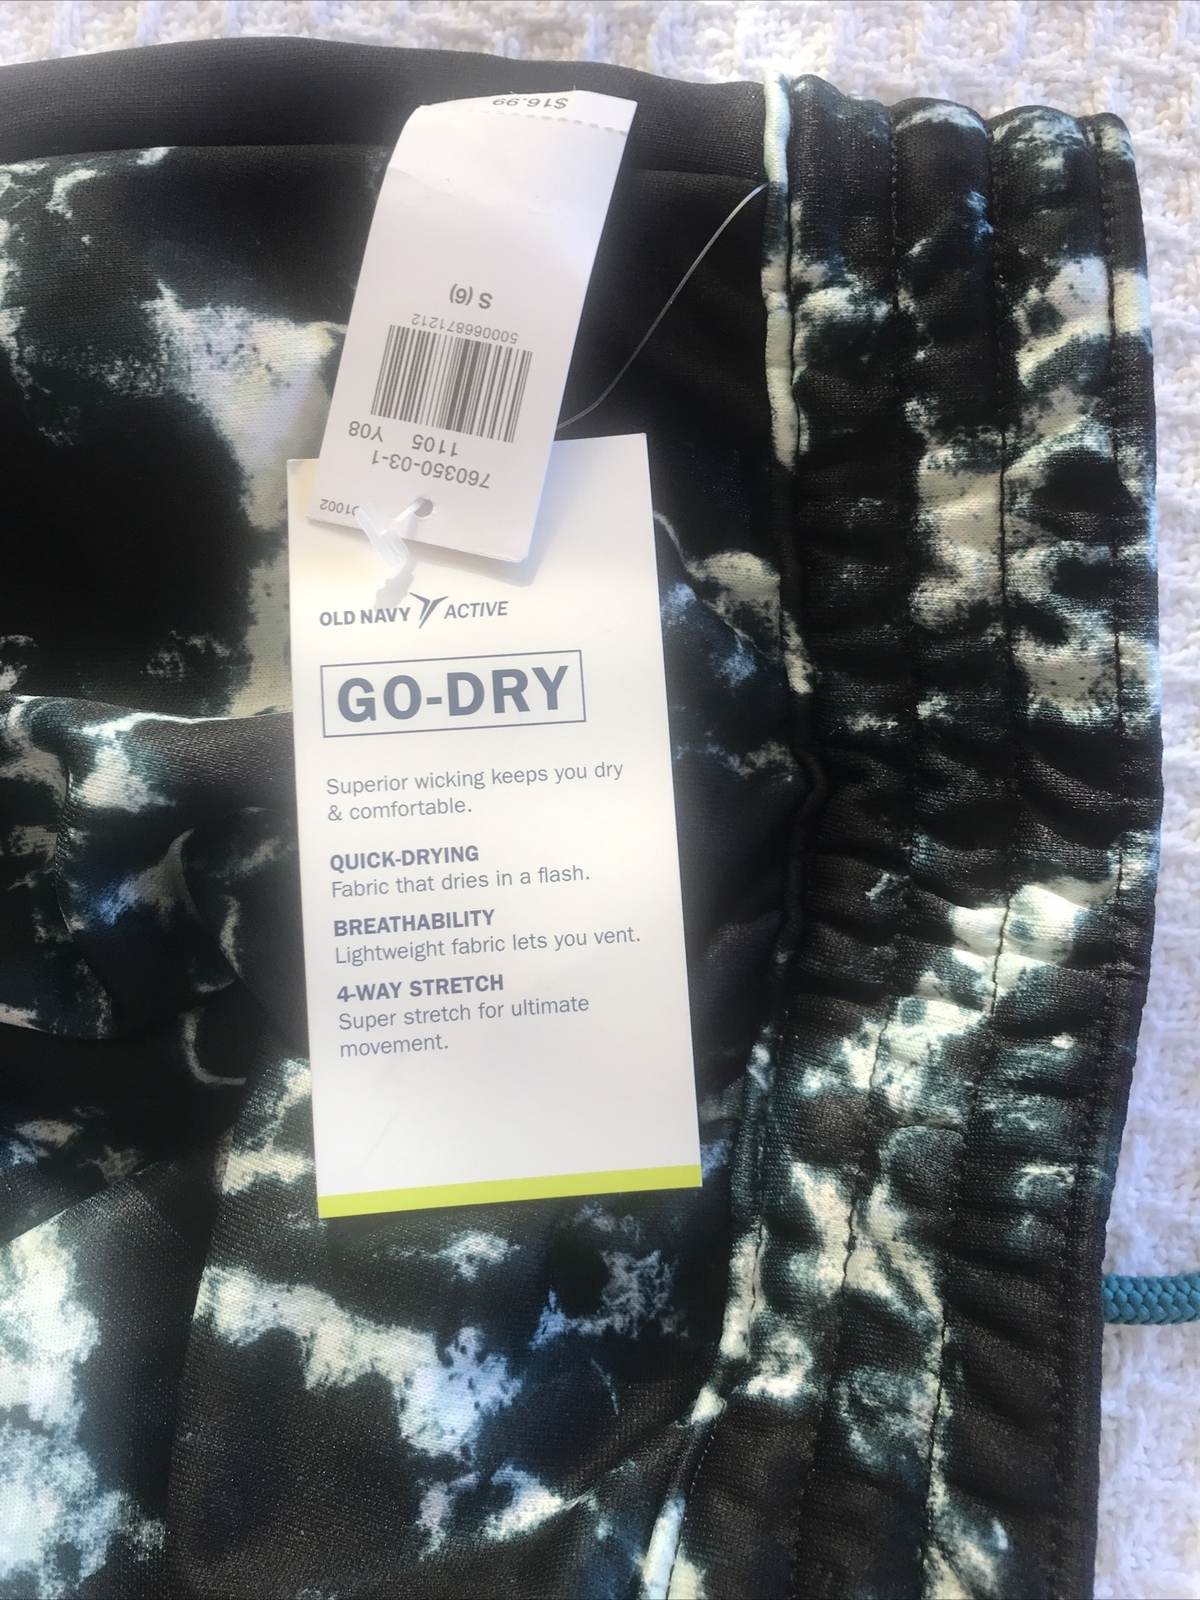 $16.99
S (6)
500066871212
1105 Y08
760350-03-1
1002
OLD NAVY ACTIVE
GO-DRY
Superior wicking keeps you dry
& comfortable.
QUICK-DRYING
Fabric that dries in a flash.
BREATHABILITY
Lightweight fabric lets you vent.
4-WAY STRETCH
Super stretch for ultimate
movement.